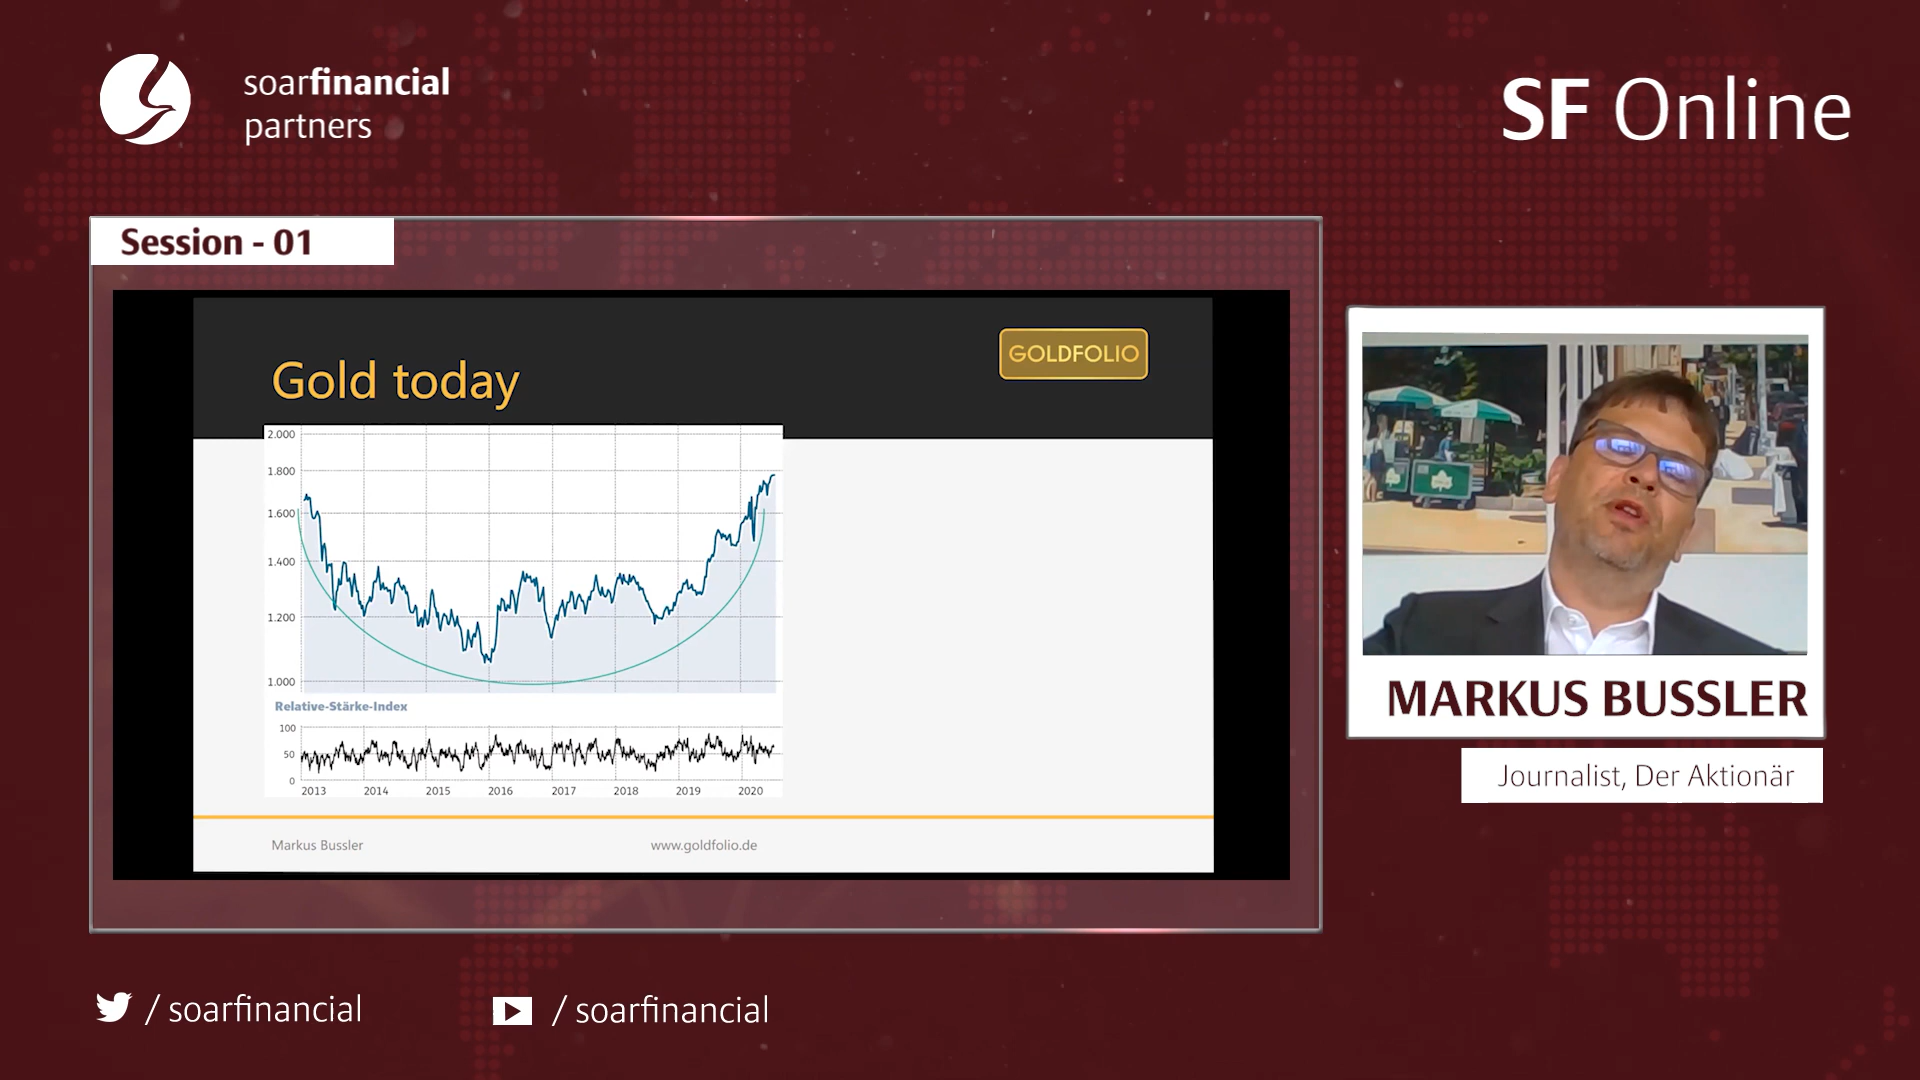 soarfinancial
partners
SF Online
Session - 01
Gold today
GOLDFOLIO
2.000
1.800
1.600
1.400
1.200
1.000
Relative-Stärke-Index
100
50
0
2013 2014 2015 2016 2017 2018 2019 2020
Markus Bussler
www.goldfolio.de
MARKUS BUSSLER
Journalist, Der Aktionär
/ soarfinancial
/ soarfinancial